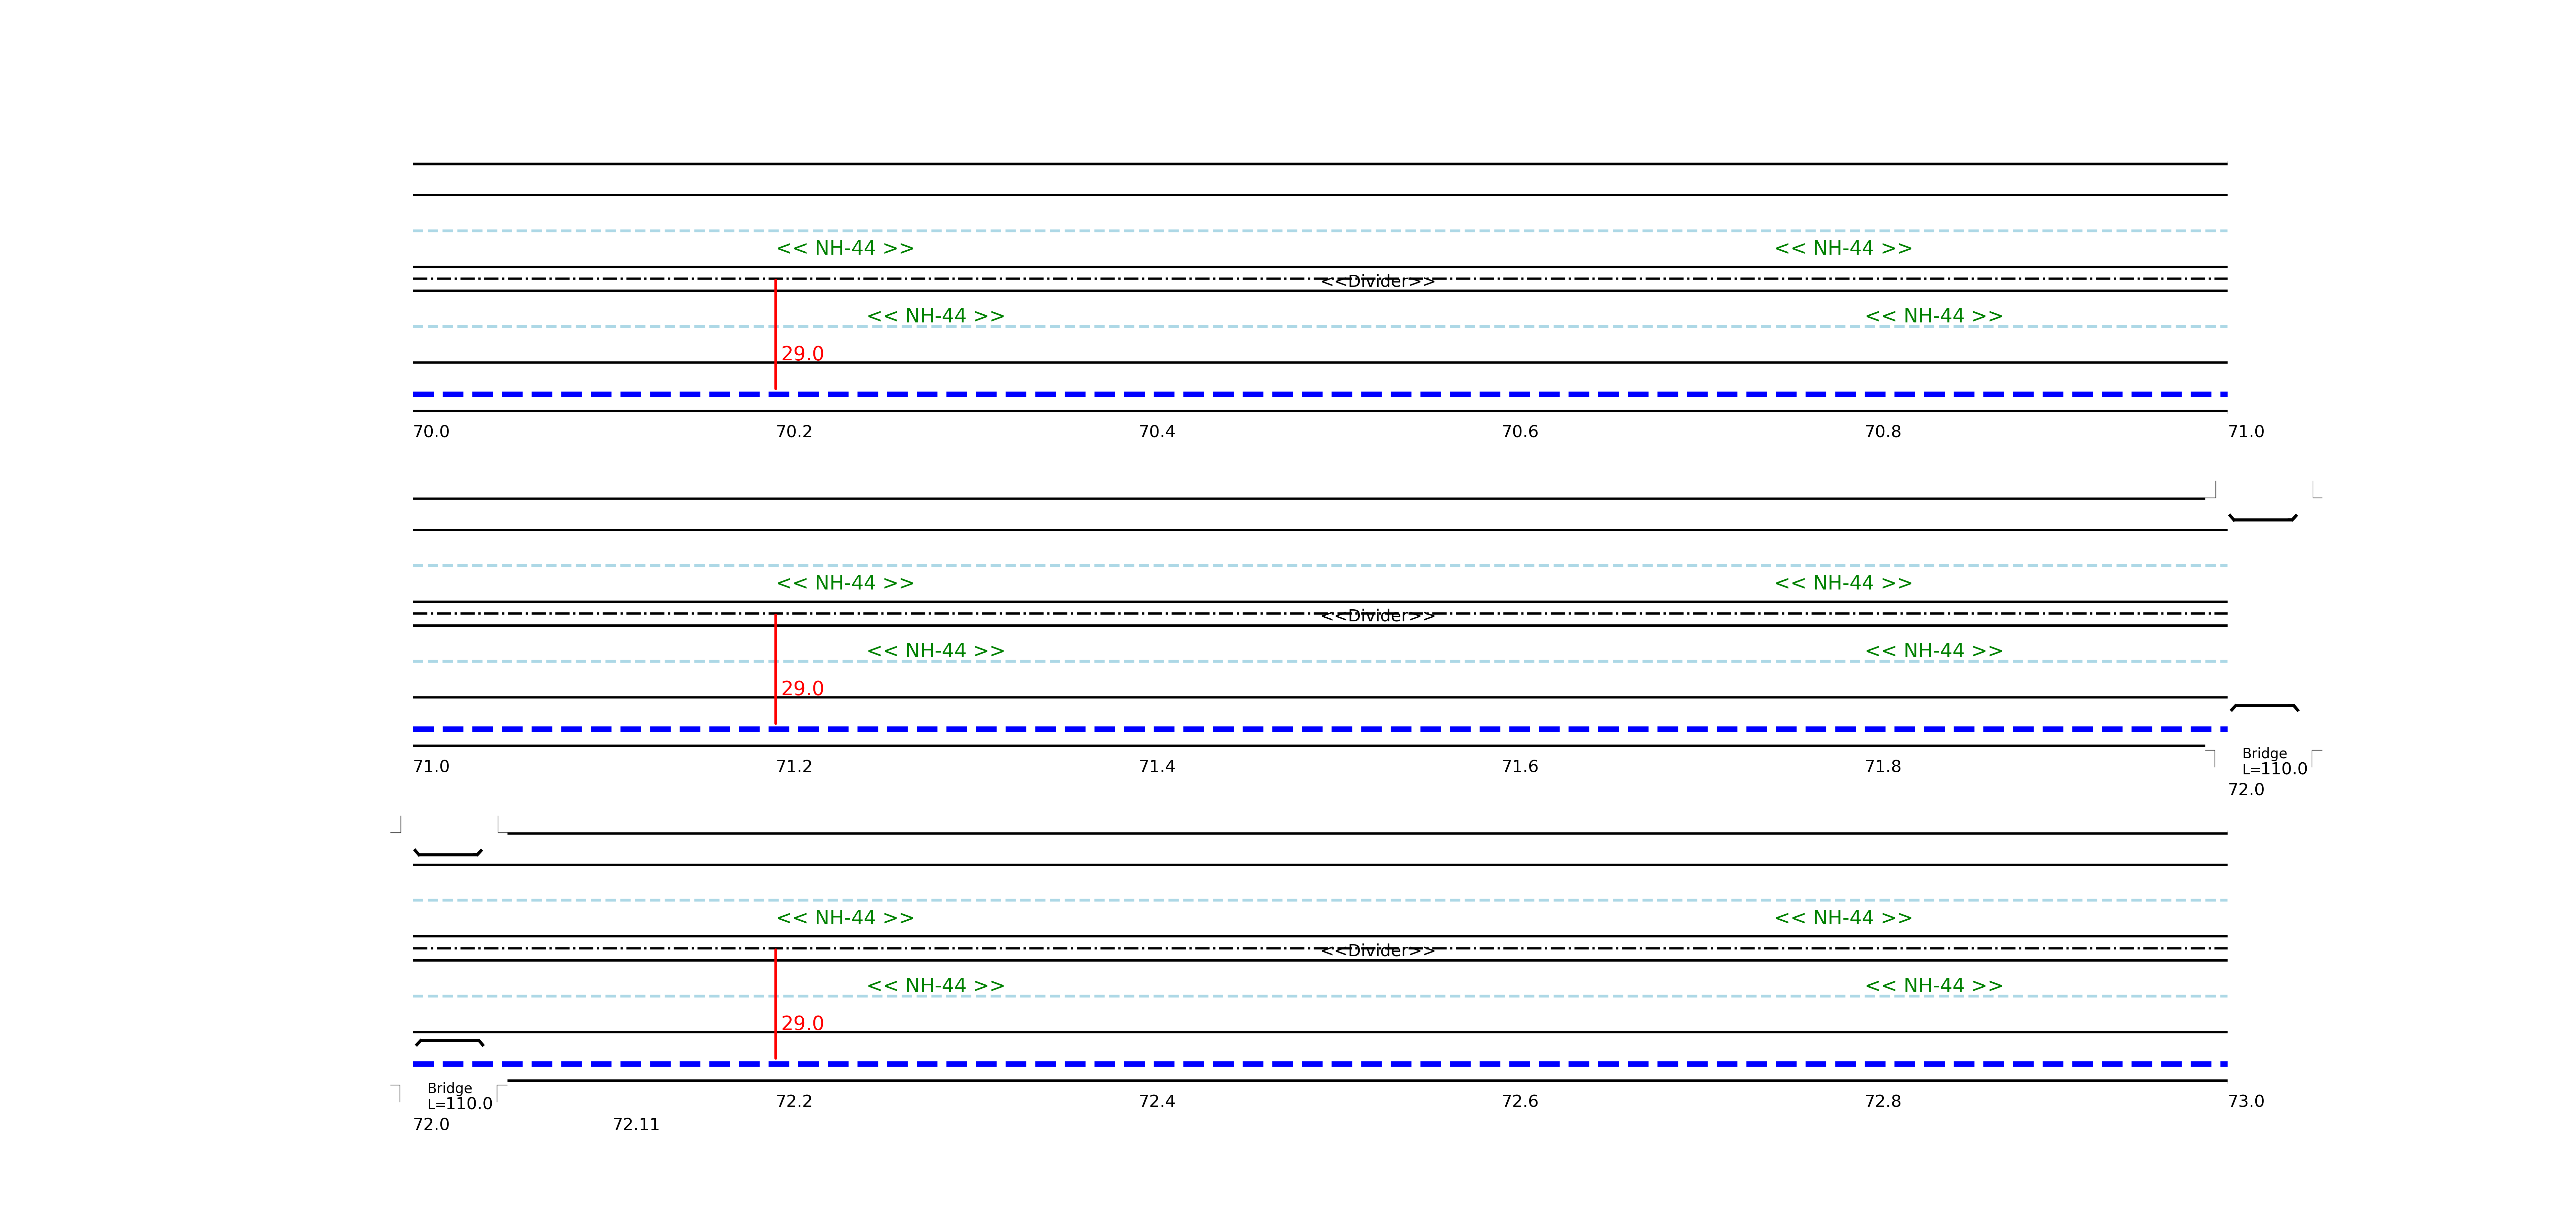 << NH-44 >> << NH-44 >>
<<Divider>>
<< NH-44 >> << NH-44 >>
29.0
70.0 70.2 70.4 70.6 70.8 71.0
<< NH-44 >> << NH-44 >>
<<Divider>>
<< NH-44 >> << NH-44 >>
29.0
Bridge
71.0 71.2 71.4 71.6 71.8 L=110.0
72.0
<< NH-44 >> << NH-44 >>
<<Divider>>
<< NH-44 >> << NH-44 >>
29.0
Bridge
L=110.0 72.2 72.4 72.6 72.8 73.0
72.0 72.11